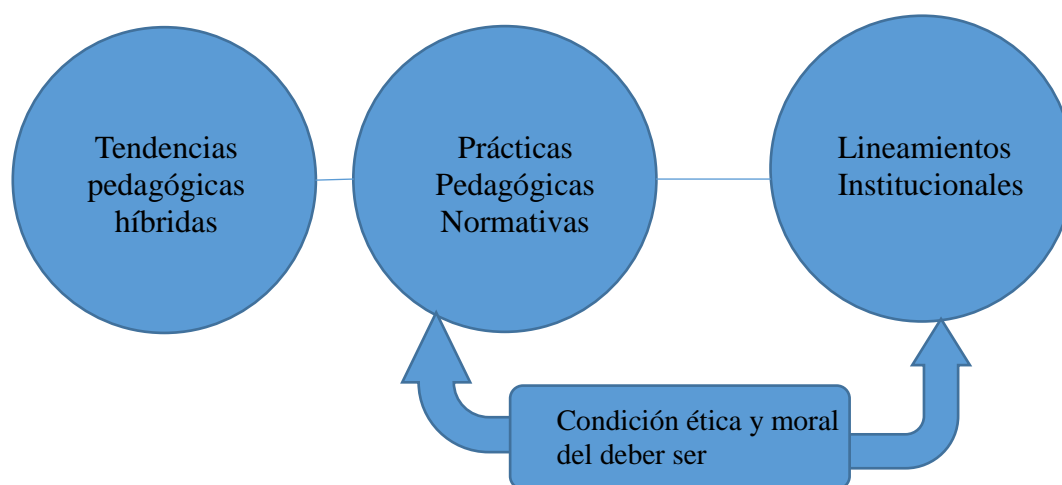 Tendencias
pedagógicas
híbridas
Prácticas
Pedagógicas
Normativas
Lineamientos
Institucionales
Condición ética y moral
del deber ser